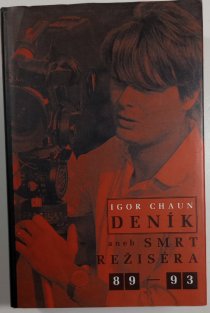 IGOR CHAUN
DENÍK
aneb SMRT
REŽISÉRA
89–93